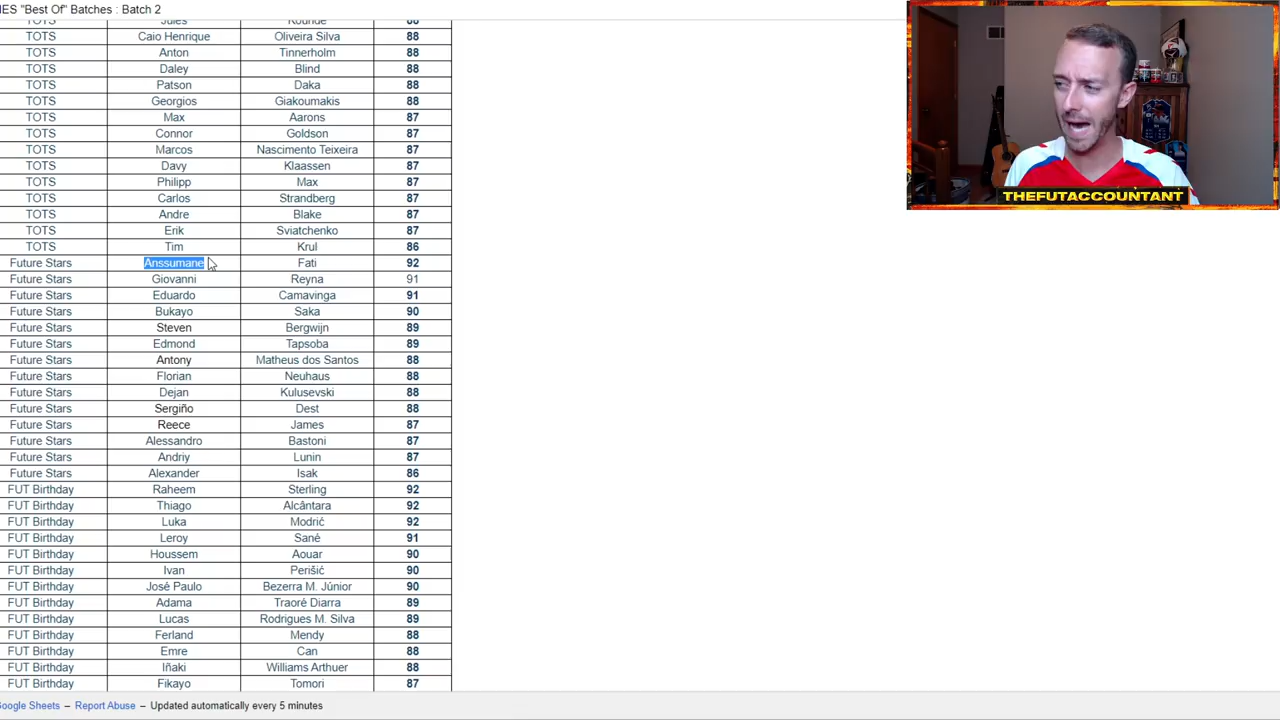 IES "Best Of" Batches : Batch 2
TOTS Jules Koundé 88
TOTS Caio Henrique Oliveira Silva 88
TOTS Anton Tinnerholm 88
TOTS Daley Blind 88
TOTS Patson Daka 88
TOTS Georgios Giakoumakis 88
TOTS Max Aarons 87
TOTS Connor Goldson 87
TOTS Marcos Nascimento Teixeira 87
TOTS Davy Klaassen 87
TOTS Philipp Max 87
TOTS Carlos Strandberg 87
TOTS Andre Blake 87
TOTS Erik Sviatchenko 87
TOTS Tim Krul 86
Future Stars Anssumane Fati 92
Future Stars Giovanni Reyna 91
Future Stars Eduardo Camavinga 91
Future Stars Bukayo Saka 90
Future Stars Steven Bergwijn 89
Future Stars Edmond Tapsoba 89
Future Stars Antony Matheus dos Santos 88
Future Stars Florian Neuhaus 88
Future Stars Dejan Kulusevski 88
Future Stars Sergiño Dest 88
Future Stars Reece James 87
Future Stars Alessandro Bastoni 87
Future Stars Andriy Lunin 87
Future Stars Alexander Isak 86
FUT Birthday Raheem Sterling 92
FUT Birthday Thiago Alcântara 92
FUT Birthday Luka Modrić 92
FUT Birthday Leroy Sané 91
FUT Birthday Houssem Aouar 90
FUT Birthday Ivan Perišić 90
FUT Birthday José Paulo Bezerra M. Júnior 90
FUT Birthday Adama Traoré Diarra 89
FUT Birthday Lucas Rodrigues M. Silva 89
FUT Birthday Ferland Mendy 88
FUT Birthday Emre Can 88
FUT Birthday Iñaki Williams Arthuer 88
FUT Birthday Fikayo Tomori 87
oogle Sheets – Report Abuse – Updated automatically every 5 minutes
THEFUTACCOUNTANT